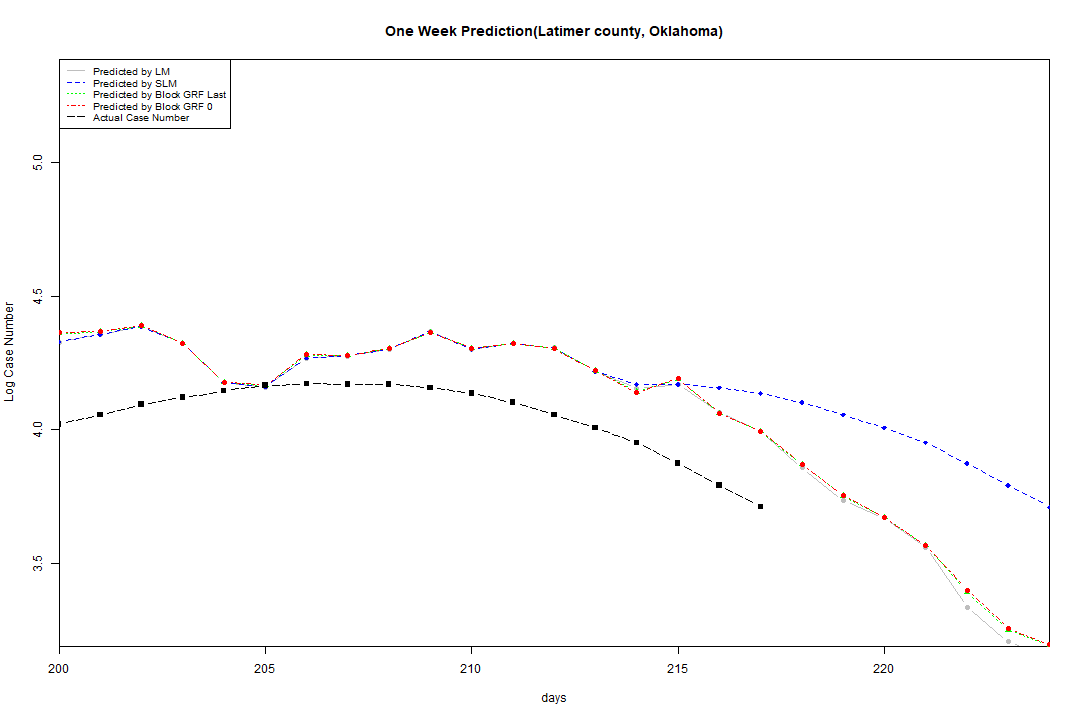 One Week Prediction(Latimer county, Oklahoma)
Predicted by LM
Predicted by SLM
Predicted by Block GRF Last
Predicted by Block GRF 0
Actual Case Number
5.0
4.5
4.0
3.5
Log Case Number
200 205 210 215 220
days